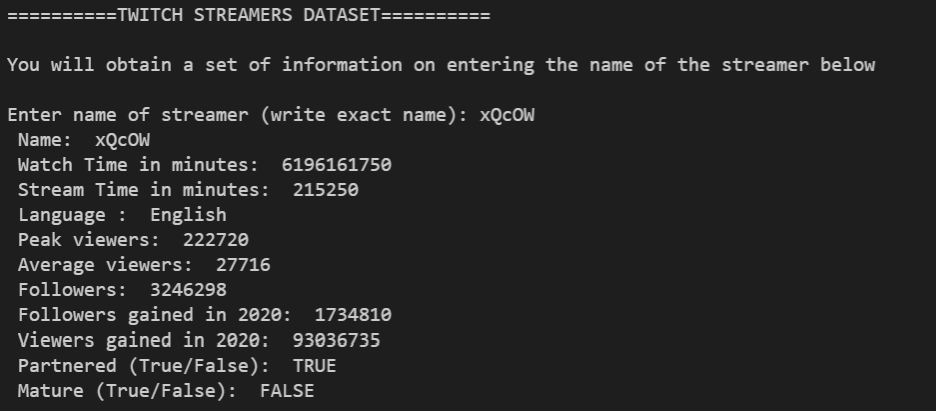 ==========TWITCH STREAMERS DATASET==========
You will obtain a set of information on entering the name of the streamer below
Enter name of streamer (write exact name): xQcOW
Name:  xQcOW
Watch Time in minutes:  6196161750
Stream Time in minutes:  215250
Language :  English
Peak viewers:  222720
Average viewers:  27716
Followers:  3246298
Followers gained in 2020:  1734810
Viewers gained in 2020:  93036735
Partnered (True/False):  TRUE
Mature (True/False):  FALSE